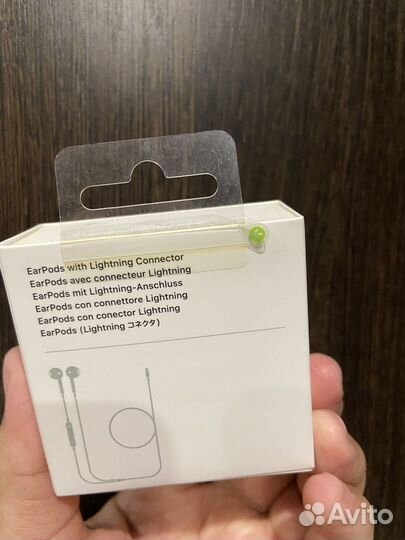 EarPods with Lightning Connector
EarPods avec connecteur Lightning
EarPods mit Lightning-Anschluss
EarPods con connettore Lightning
EarPods con conector Lightning
EarPods (Lightning コネクタ)
Avito